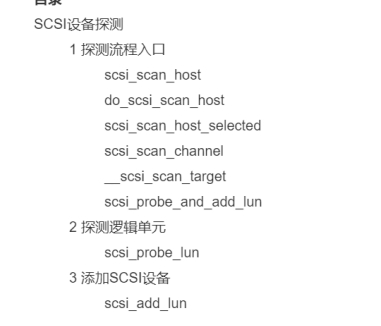 目录
SCSI设备探测
1 探测流程入口
scsi_scan_host
do_scsi_scan_host
scsi_scan_host_selected
scsi_scan_channel
__scsi_scan_target
scsi_probe_and_add_lun
2 探测逻辑单元
scsi_probe_lun
3 添加SCSI设备
scsi_add_lun